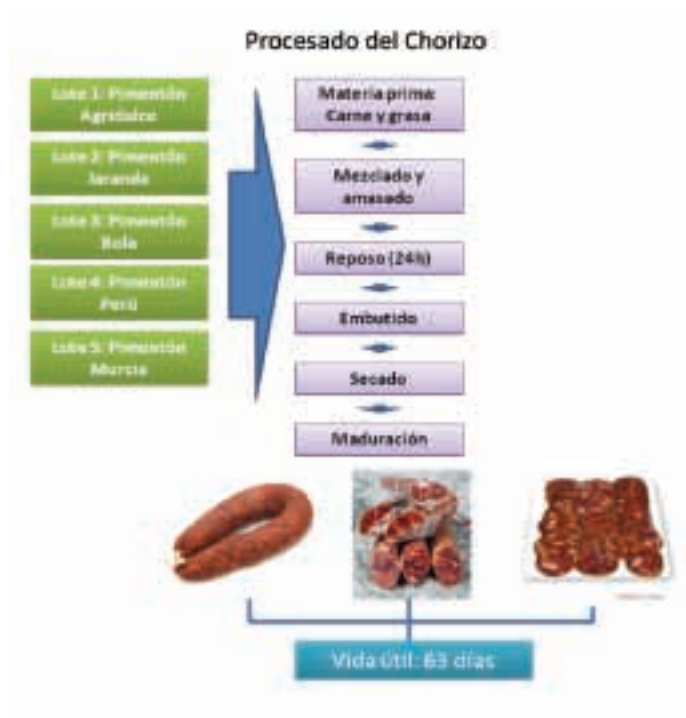 Procesado del Chorizo
Lote 1: Pimentón
Agridulce
Lote 2: Pimentón
Jaranda
Lote 3: Pimentón
Bola
Lote 4: Pimentón
Perú
Lote 5: Pimentón
Murcia
Materia prima:
Carne y grasa
Mezclado y
amasado
Reposo (24h)
Embutido
Secado
Maduración
Vida útil: 63 días